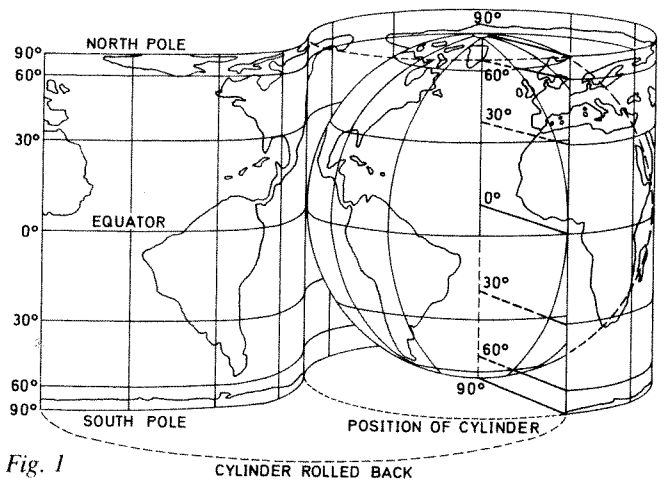 NORTH POLE
90°
60°
30°
EQUATOR
0°
30°
60°
90°
SOUTH POLE
90°
60°
30°
0°
30°
60°
90°
POSITION OF CYLINDER
Fig. 1
CYLINDER ROLLED BACK